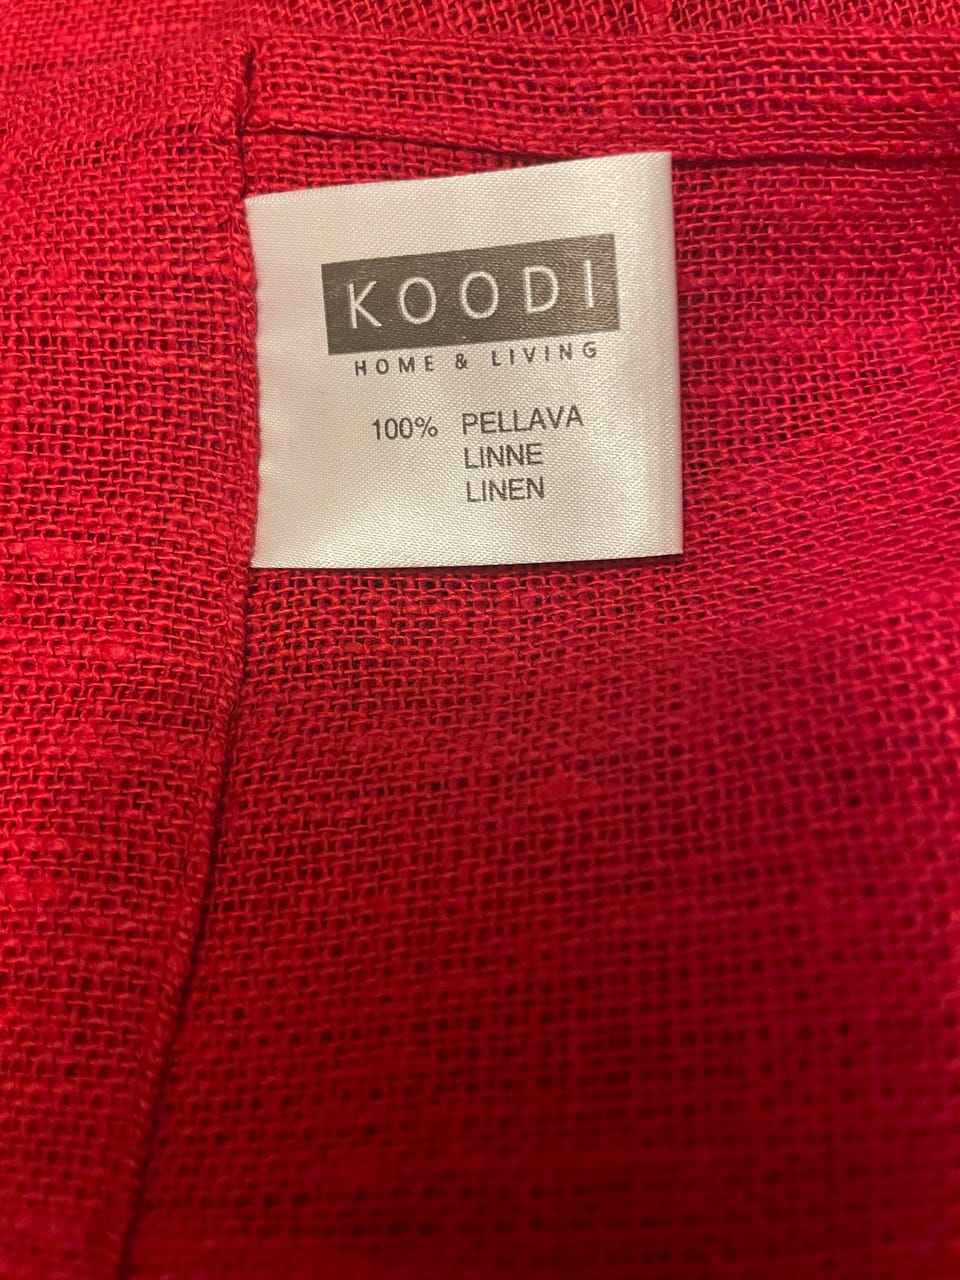 KOODI
HOME & LIVING
100% PELLAVA
LINNE
LINEN